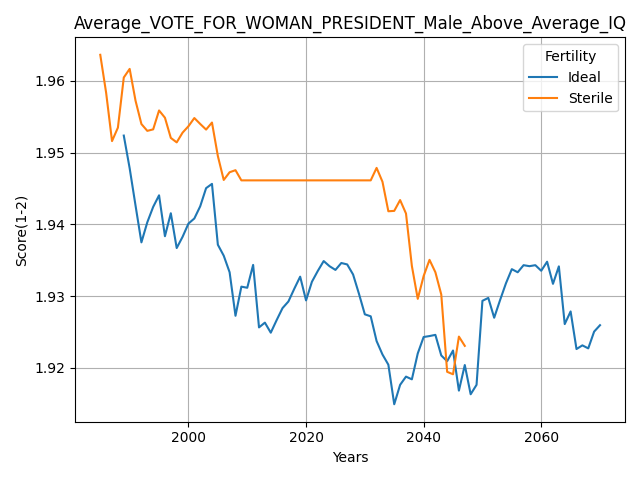 Average_VOTE_FOR_WOMAN_PRESIDENT_Male_Above_Average_IQ
Fertility
Ideal
Sterile
1.96
1.95
1.94
1.93
1.92
Score(1-2)
2000
2020
2040
2060
Years